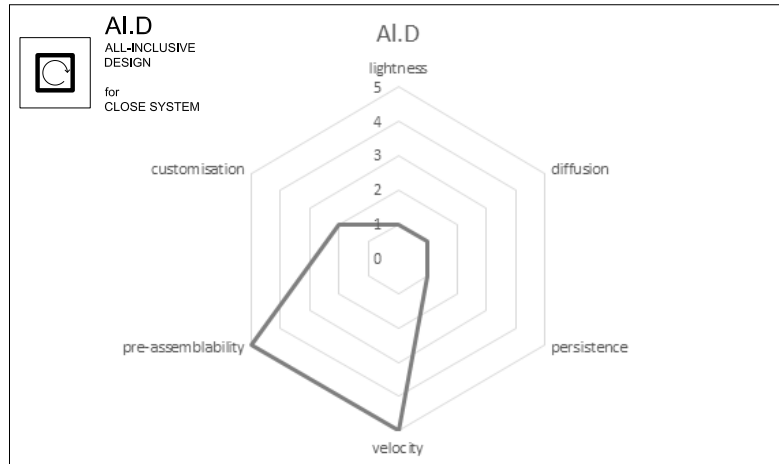 AI.D
ALL-INCLUSIVE
DESIGN
for
CLOSE SYSTEM
AI.D
lightness
5
4
3
2
1
0
customisation
diffusion
pre-assemblability
persistence
velocity